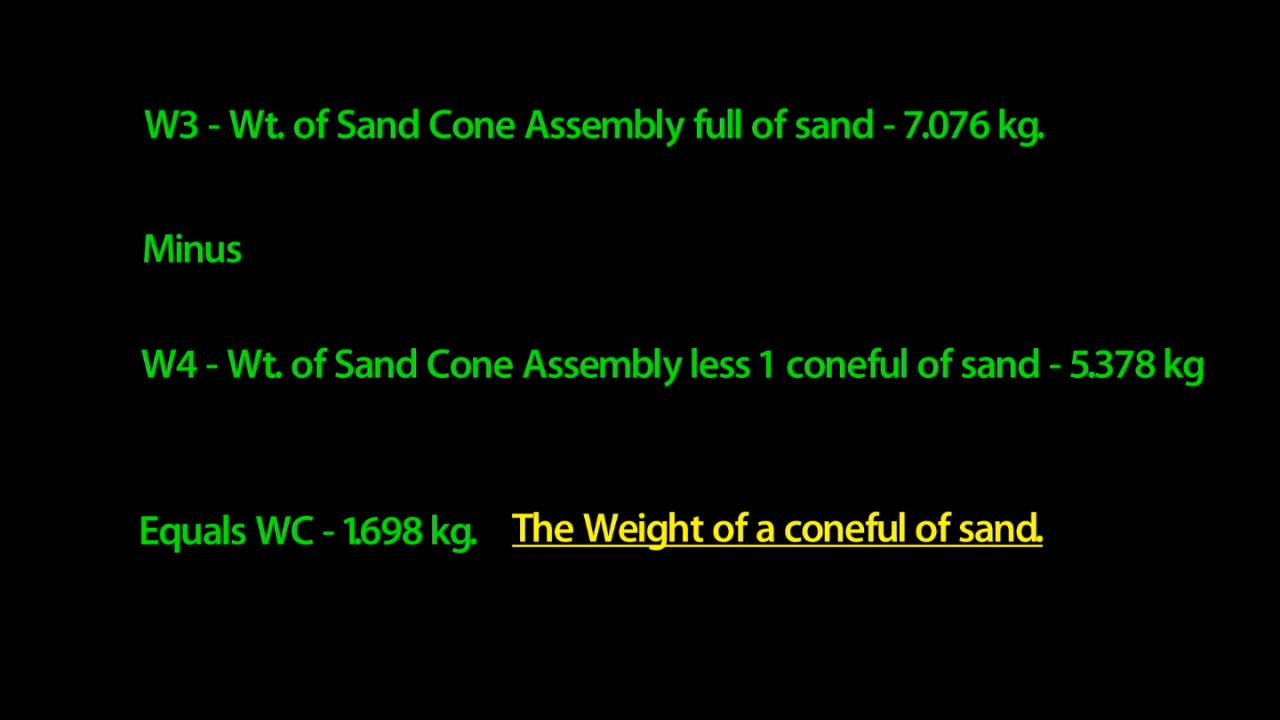 W3 - Wt. of Sand Cone Assembly full of sand - 7.076 kg.
Minus
W4 - Wt. of Sand Cone Assembly less 1 coneful of sand - 5.378 kg
Equals WC - 1.698 kg. The Weight of a coneful of sand.